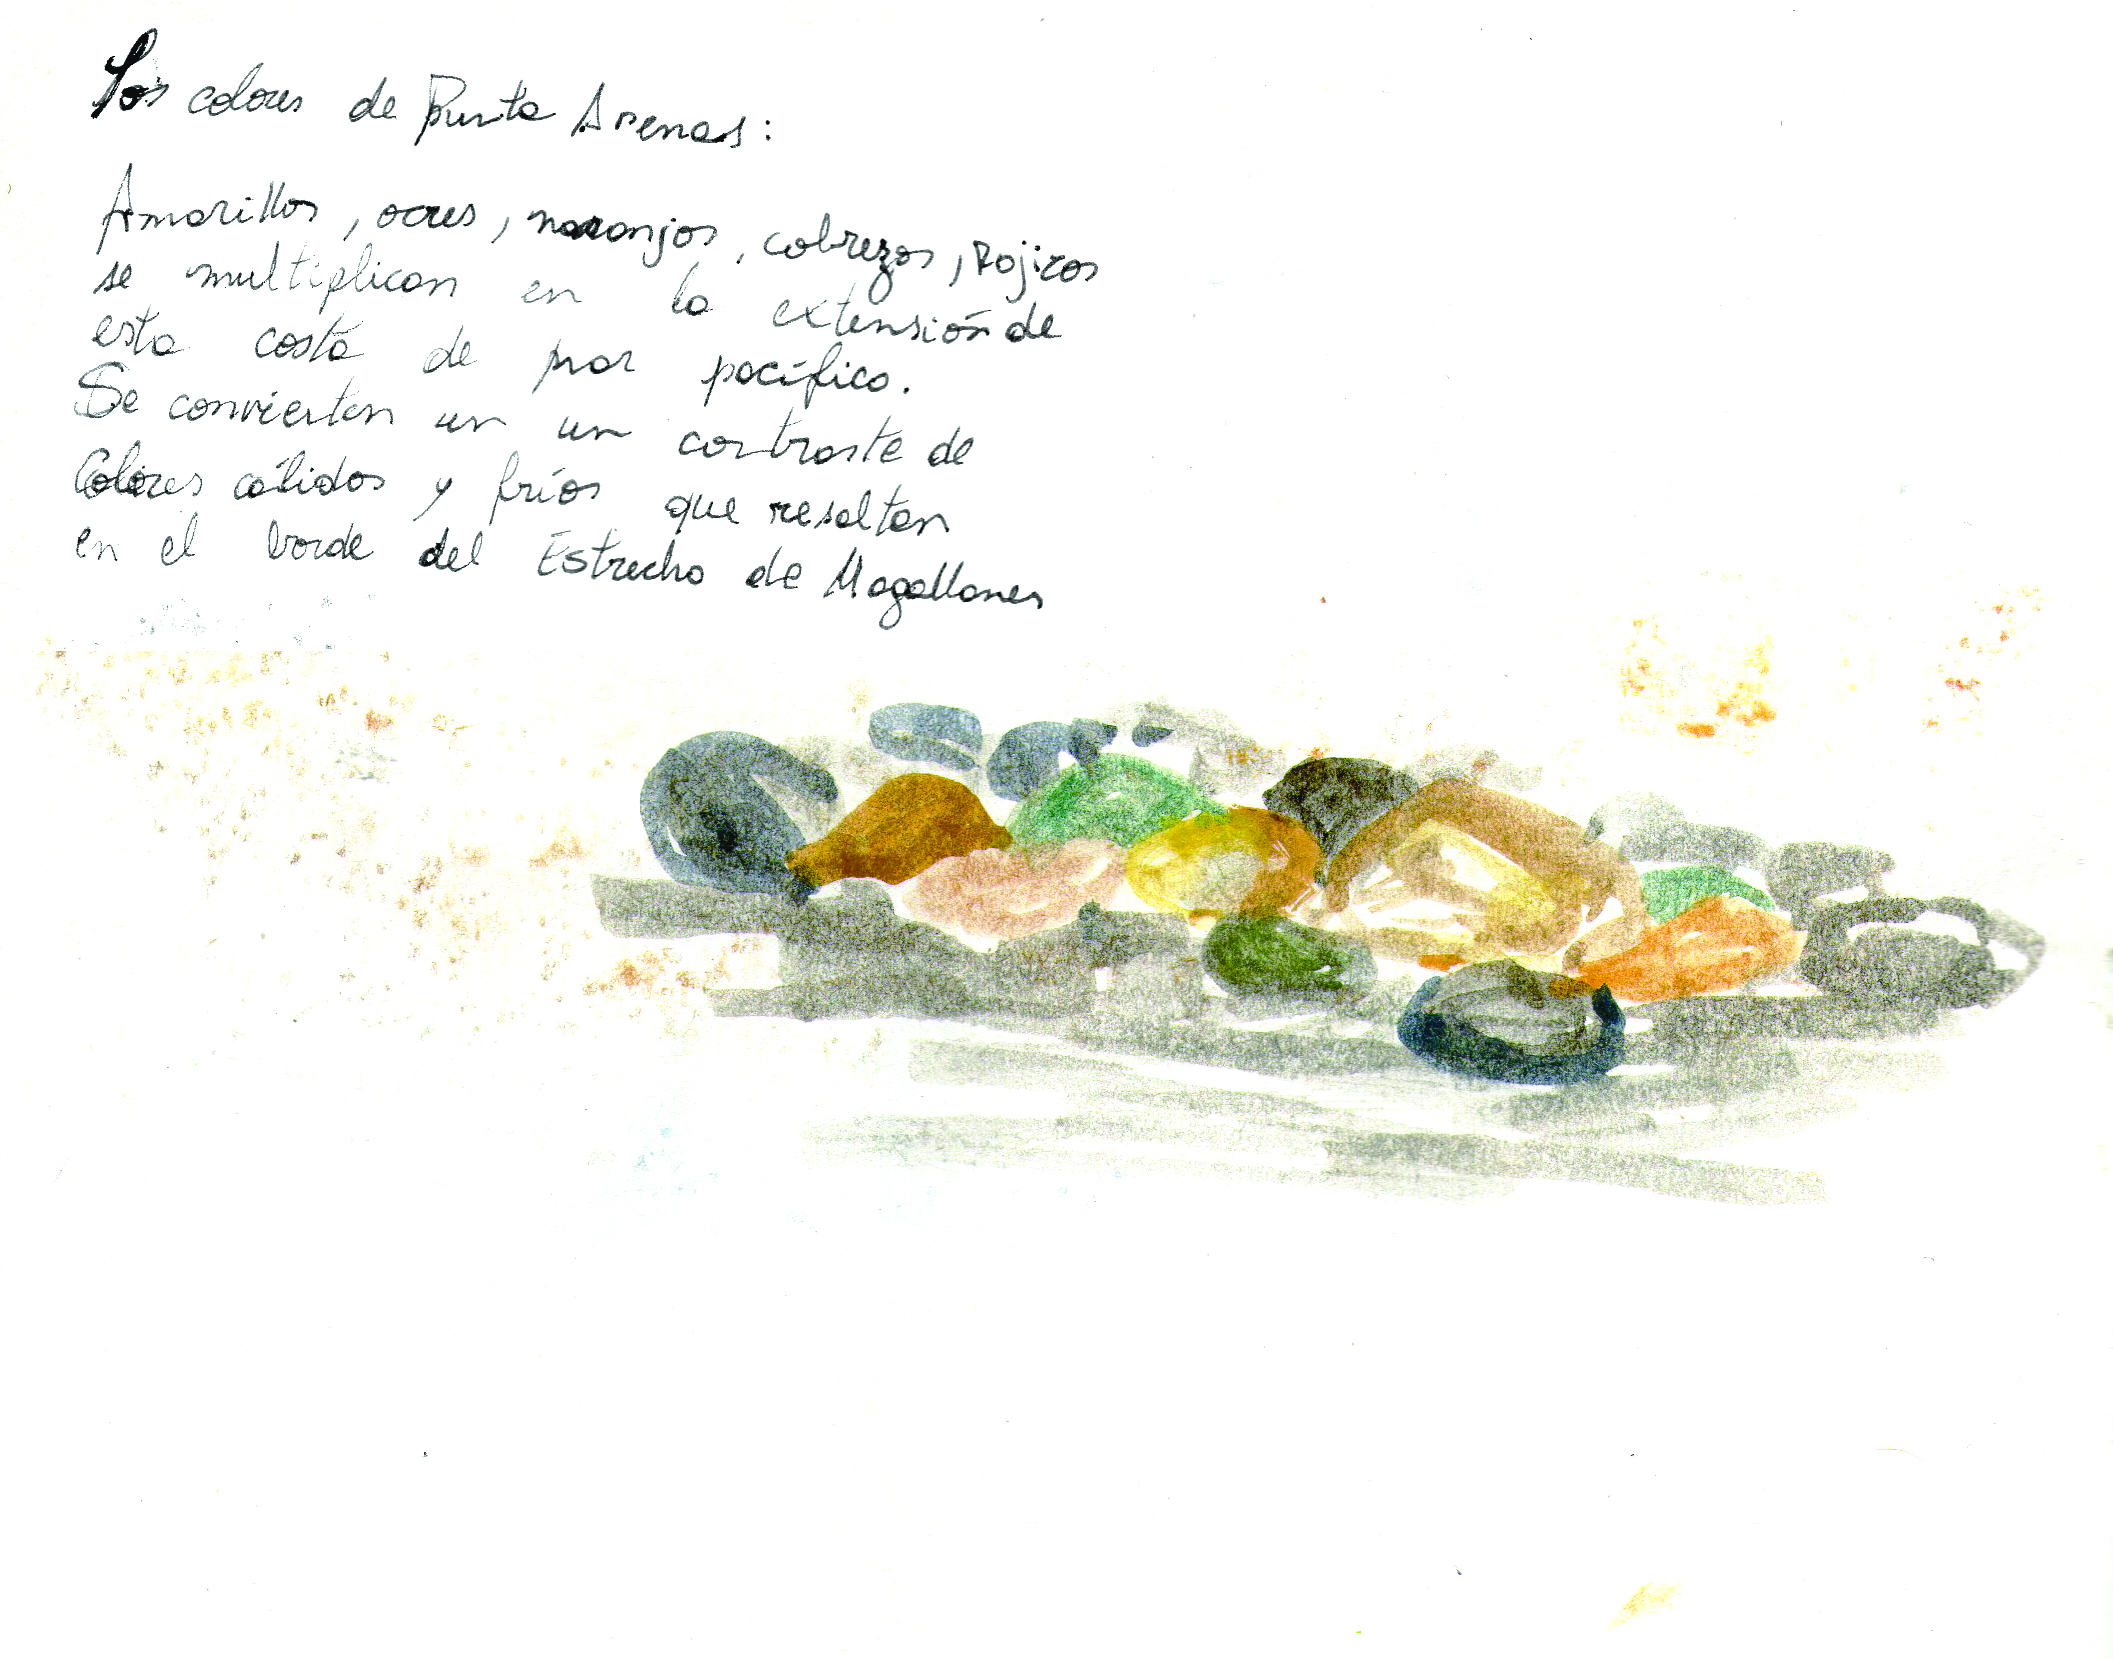 Los colores de Punta Arenas:
Amarillos, ocres, naranjos, cobrezos, Rojizos
se multiplican en la extensión de
esta costa de mar pacífico.
Se convierten un un contraste de
Colores cálidos y fríos que resaltan
en el borde del Estrecho de Magallanes